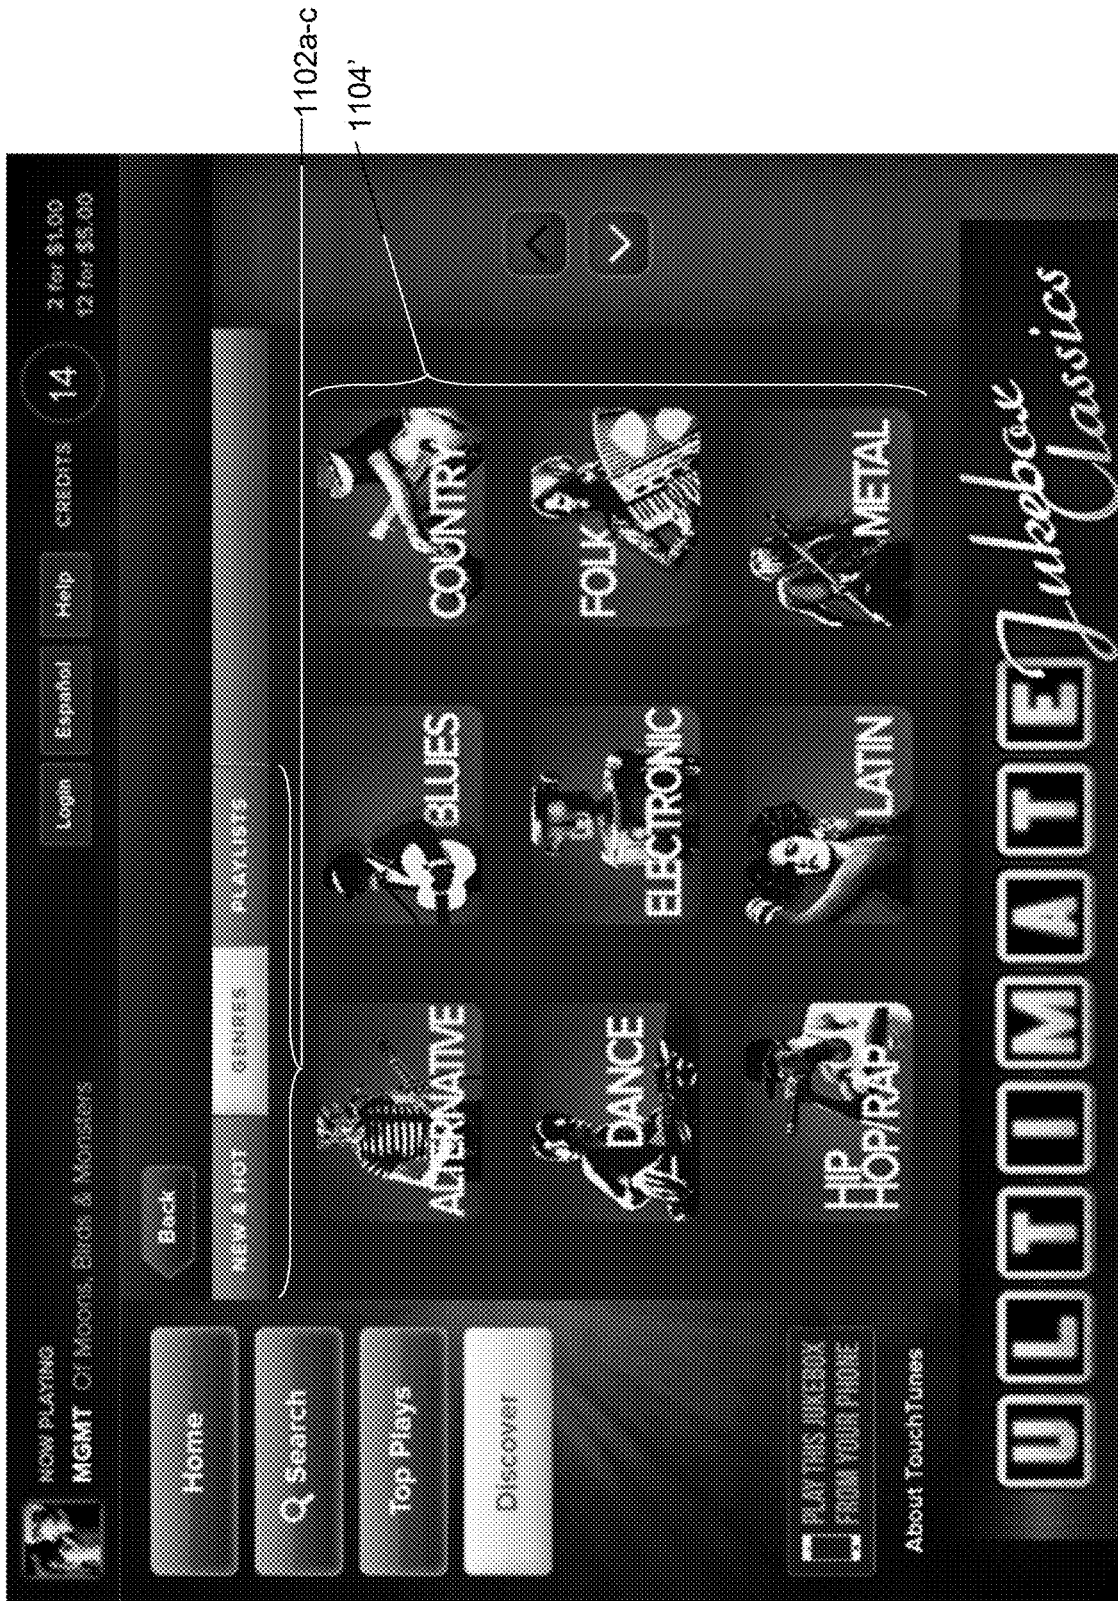 NOW PLAYING
MGMT Of Moons, Birds & Monsters
Login
Español
Help
CREDITS
14
2 for $1.00
12 for $5.00
Home
Search
Top Plays
Discover
Back
NEW & HOT
GENRES
PLAYLISTS
1102a-c
1104'
ALTERNATIVE
BLUES
COUNTRY
DANCE
ELECTRONIC
FOLK
HIP
HOP/RAP
LATIN
METAL
PLAY THIS JUKEBOX
FROM YOUR PHONE
About TouchTunes
ULTIMATE
Jukebox
Classics